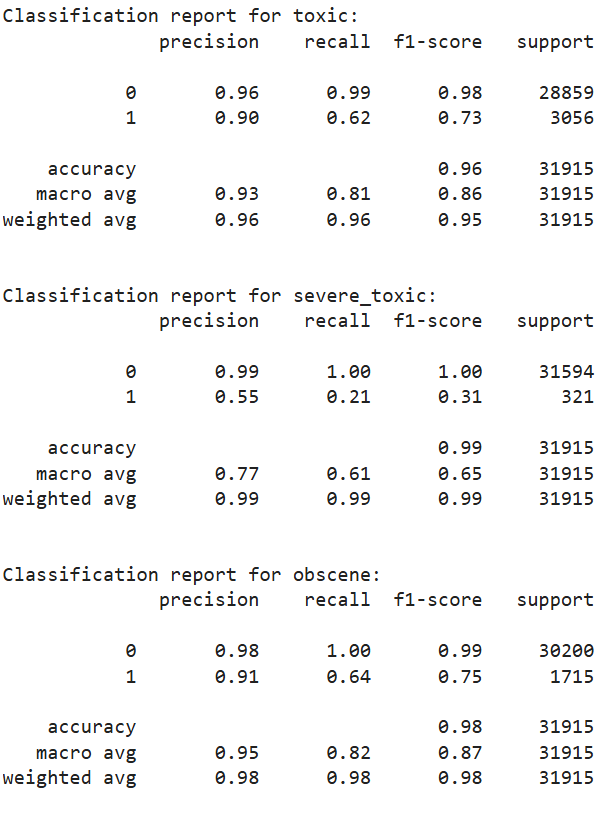 Classification report for toxic:
precision recall f1-score support
0 0.96 0.99 0.98 28859
1 0.90 0.62 0.73 3056
accuracy 0.96 31915
macro avg 0.93 0.81 0.86 31915
weighted avg 0.96 0.96 0.95 31915
Classification report for severe_toxic:
precision recall f1-score support
0 0.99 1.00 1.00 31594
1 0.55 0.21 0.31 321
accuracy 0.99 31915
macro avg 0.77 0.61 0.65 31915
weighted avg 0.99 0.99 0.99 31915
Classification report for obscene:
precision recall f1-score support
0 0.98 1.00 0.99 30200
1 0.91 0.64 0.75 1715
accuracy 0.98 31915
macro avg 0.95 0.82 0.87 31915
weighted avg 0.98 0.98 0.98 31915